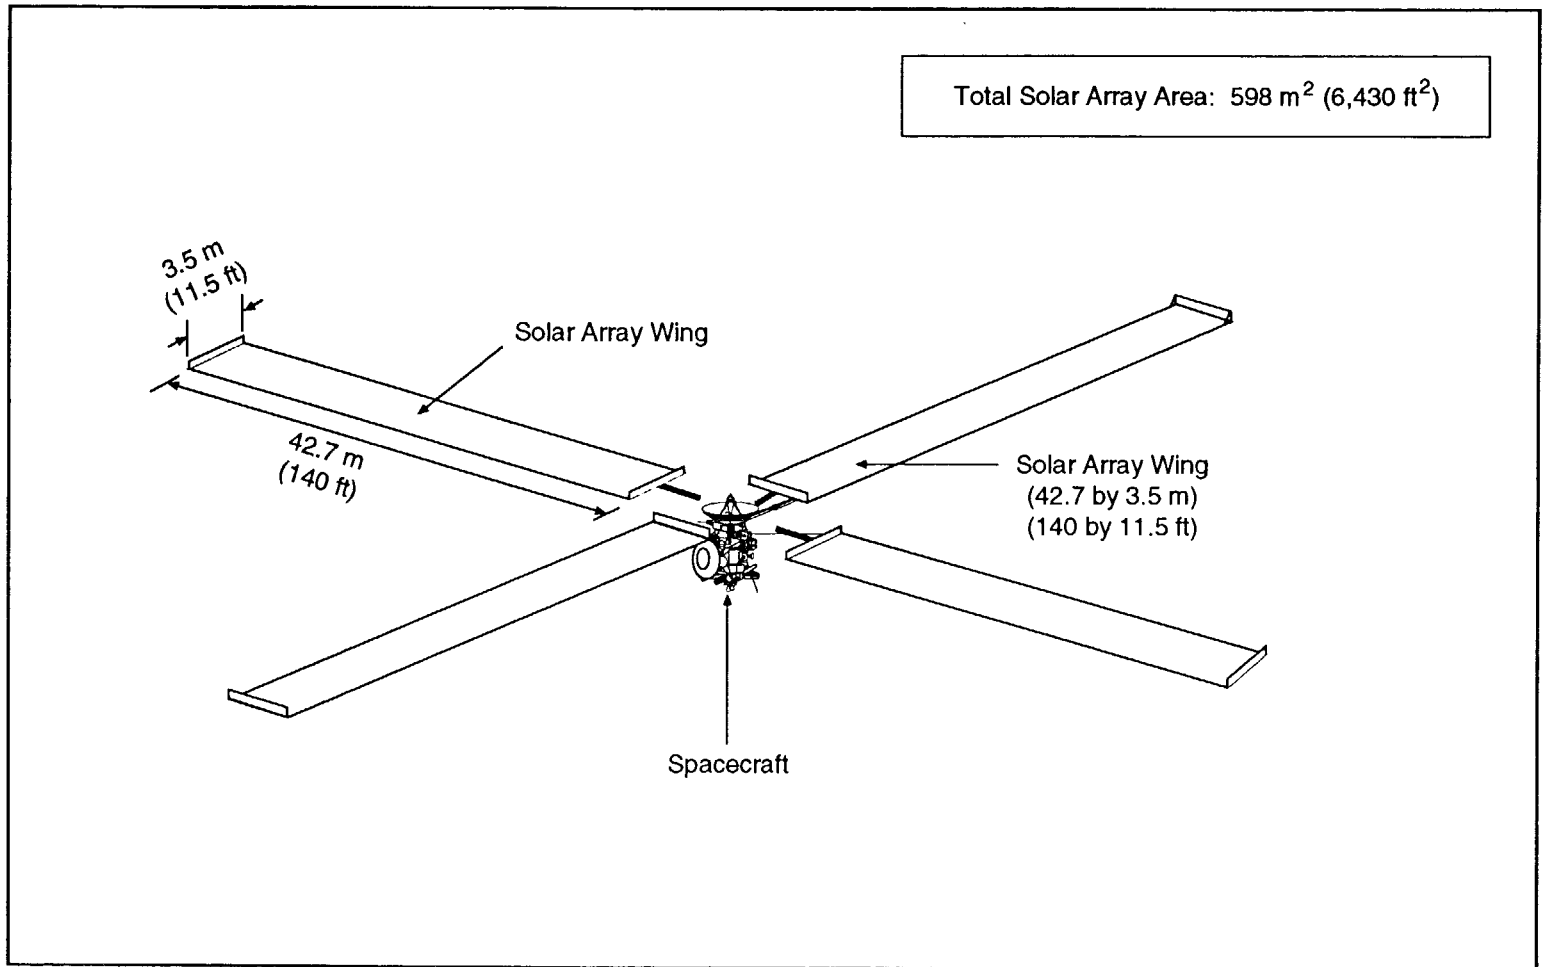 Total Solar Array Area: 598 m² (6,430 ft²)
3.5 m
(11.5 ft)
Solar Array Wing
42.7 m
(140 ft)
Solar Array Wing
(42.7 by 3.5 m)
(140 by 11.5 ft)
Spacecraft